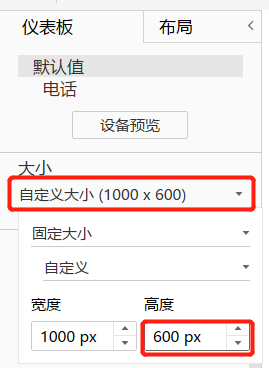 仪表板 布局
默认值
电话
设备预览
大小
自定义大小 (1000 x 600)
固定大小
自定义
宽度 高度
1000 px 600 px